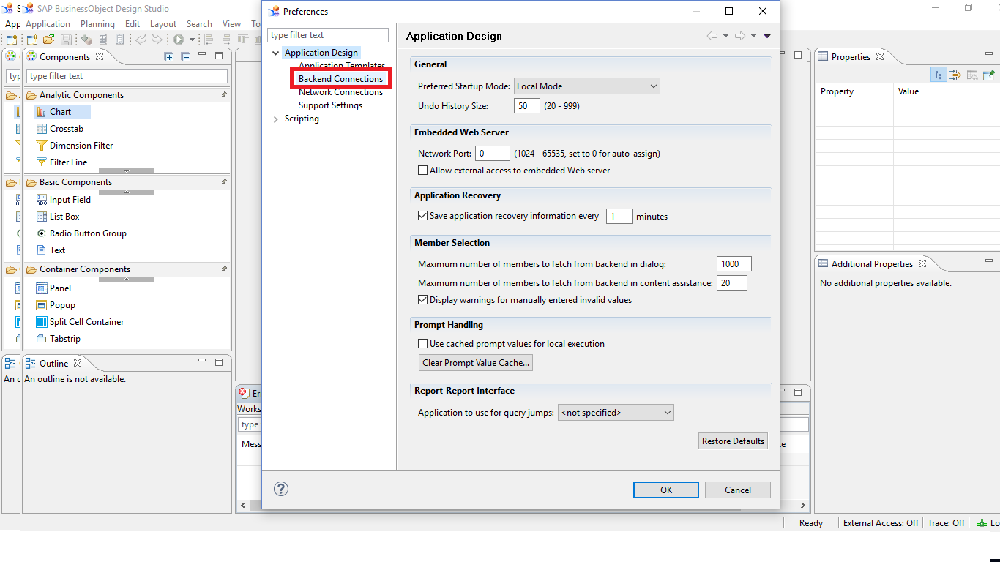 SAP BusinessObject Design Studio
App Application Planning Edit Layout Search View To
Components
type filter text
Analytic Components
Chart
Crosstab
Dimension Filter
Filter Line
Basic Components
Input Field
List Box
Radio Button Group
Text
Container Components
Panel
Popup
Split Cell Container
Tabstrip
Outline
An outline is not available.
Preferences
type filter text
Application Design
Application Templates
Backend Connections
Network Connections
Support Settings
Scripting
Application Design
General
Preferred Startup Mode: Local Mode
Undo History Size: 50 (20 - 999)
Embedded Web Server
Network Port: 0 (1024 - 65535, set to 0 for auto-assign)
Allow external access to embedded Web server
Application Recovery
Save application recovery information every 1 minutes
Member Selection
Maximum number of members to fetch from backend in dialog: 1000
Maximum number of members to fetch from backend in content assistance: 20
Display warnings for manually entered invalid values
Prompt Handling
Use cached prompt values for local execution
Clear Prompt Value Cache...
Report-Report Interface
Application to use for query jumps: <not specified>
Restore Defaults
OK Cancel
Properties
Property Value
Additional Properties
No additional properties available.
Ready External Access: Off Trace: Off Lo